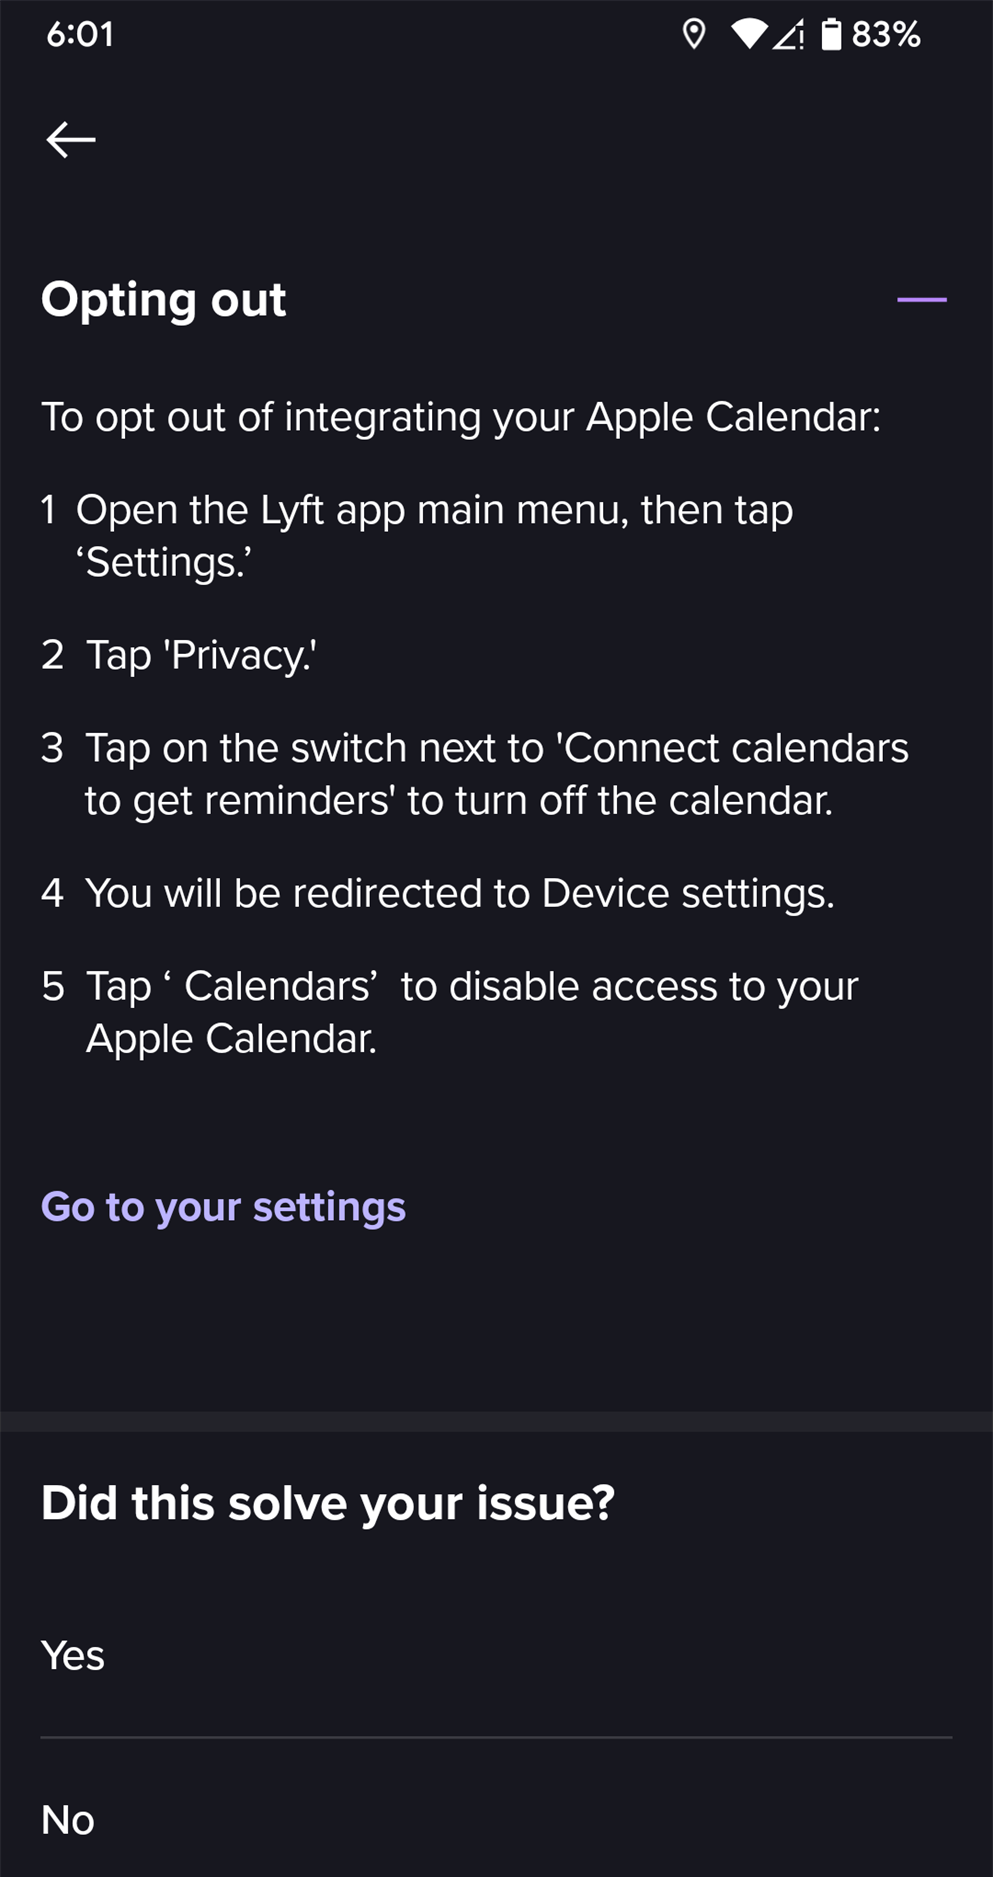 6:01
83%
Opting out
To opt out of integrating your Apple Calendar:
1 Open the Lyft app main menu, then tap
‘Settings.’
2 Tap 'Privacy.'
3 Tap on the switch next to 'Connect calendars
to get reminders' to turn off the calendar.
4 You will be redirected to Device settings.
5 Tap ‘ Calendars’  to disable access to your
Apple Calendar.
Go to your settings
Did this solve your issue?
Yes
No